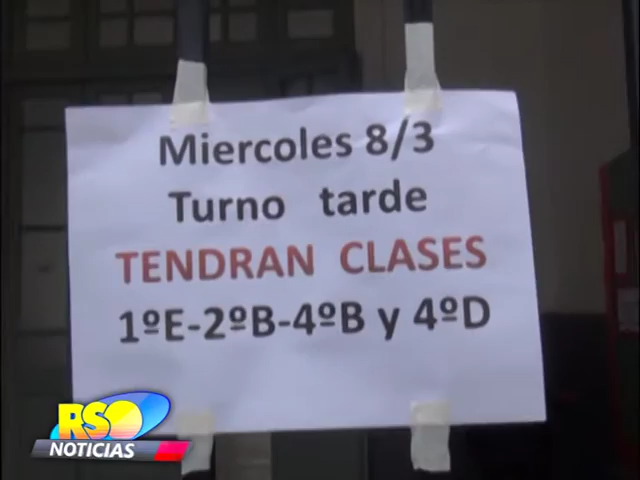 Miercoles 8/3
Turno tarde
TENDRAN CLASES
1ºE-2ºB-4ºB y 4ºD
RSO
NOTICIAS